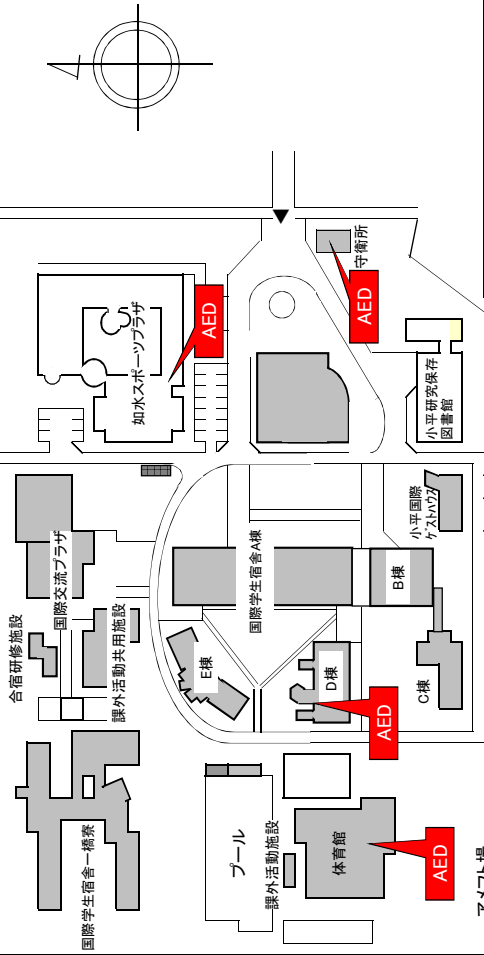 国際学生宿舎一橋寮
合宿研修施設
課外活動共用施設
国際交流プラザ
如水スポーツプラザ
AED
E棟
国際学生宿舎A棟
プール
課外活動施設
体育館
AED
D棟
AED
C棟
B棟
小平国際
ゲストハウス
小平研究保存
図書館
守衛所
AED